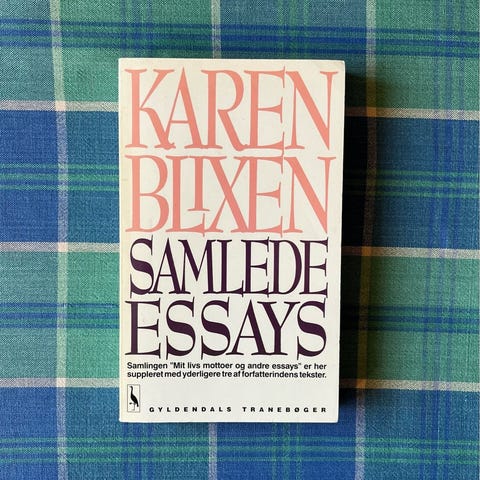 KAREN
BLIXEN
SAMLEDE
ESSAYS
Samlingen "Mit livs mottoer og andre essays" er her
suppleret med yderligere tre af forfatterindens tekster.
GYLDENDALS TRANEBØGER